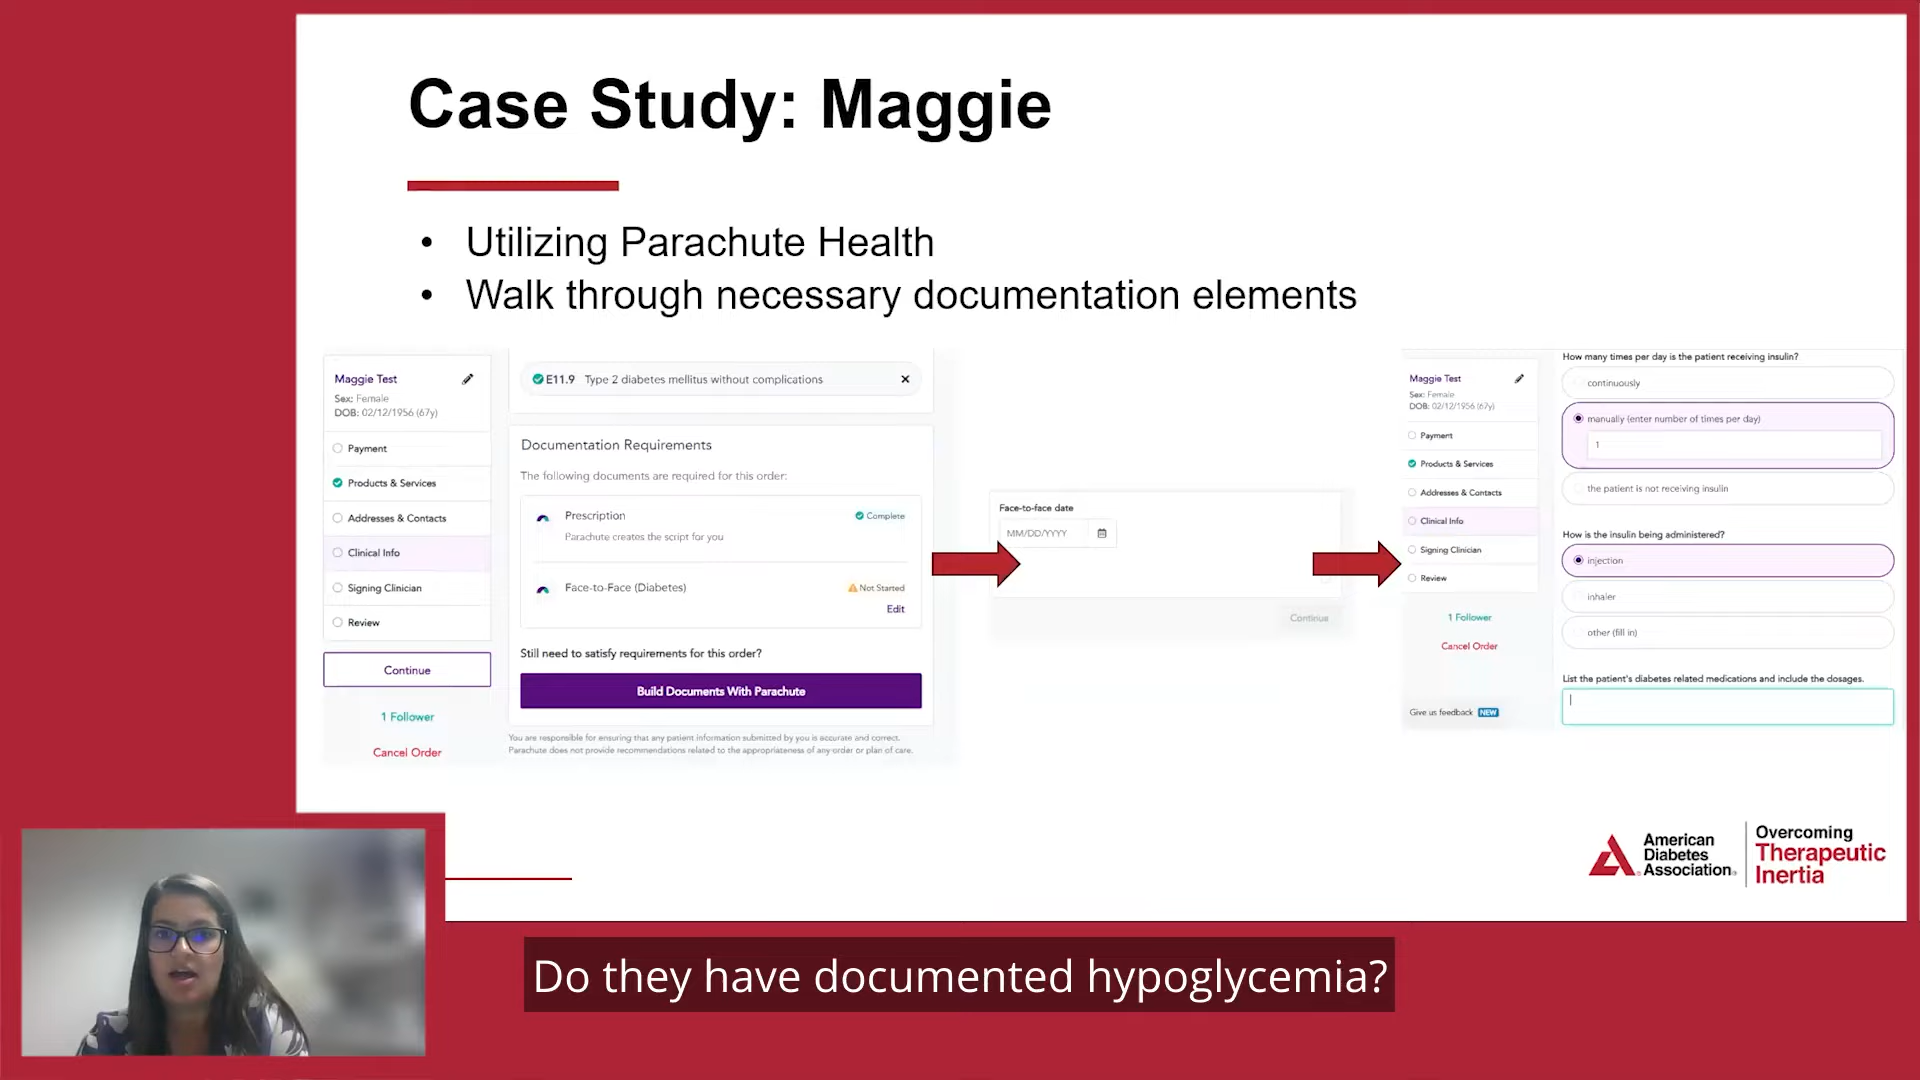 Case Study: Maggie
• Utilizing Parachute Health
• Walk through necessary documentation elements
Maggie Test
Sex: Female
DOB: 02/12/1956 (67y)
Payment
Products & Services
Addresses & Contacts
Clinical Info
Signing Clinician
Review
Continue
1 Follower
Cancel Order
E11.9 Type 2 diabetes mellitus without complications
Documentation Requirements
The following documents are required for this order:
Prescription
Complete
Parachute creates the script for you
Face-to-Face (Diabetes)
Not Started
Edit
Still need to satisfy requirements for this order?
Build Documents With Parachute
You are responsible for ensuring that any patient information submitted by you is accurate and correct.
Parachute does not provide recommendations related to the appropriateness of any order or plan of care.
Face-to-face date
MM/DD/YYYY
Continue
Maggie Test
Sex: Female
DOB: 02/12/1956 (67y)
Payment
Products & Services
Addresses & Contacts
Clinical Info
Signing Clinician
Review
1 Follower
Cancel Order
Give us feedback NEW
How many times per day is the patient receiving insulin?
continuously
manually (enter number of times per day)
1
the patient is not receiving insulin
How is the insulin being administered?
injection
inhaler
other (fill in)
List the patient's diabetes related medications and include the dosages.
American
Diabetes
Association®
Overcoming
Therapeutic
Inertia
Do they have documented hypoglycemia?